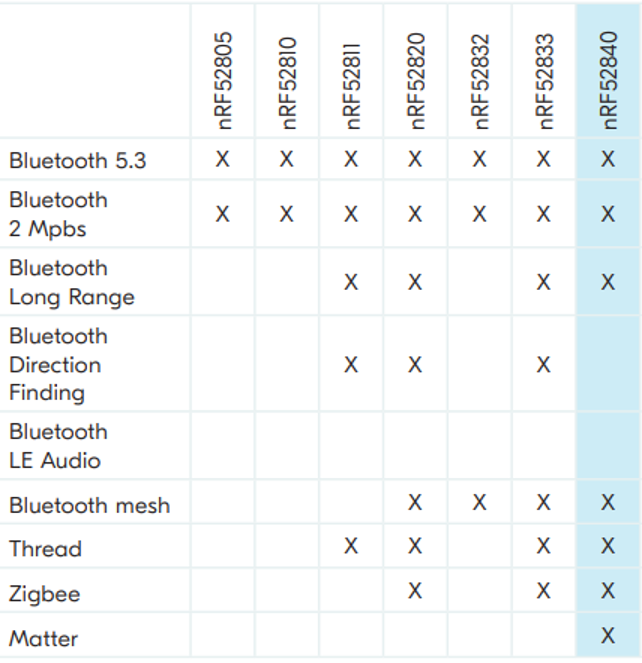 nRF52805 nRF52810 nRF52811 nRF52820 nRF52832 nRF52833 nRF52840
Bluetooth 5.3 X X X X X X X
Bluetooth
2 Mpbs X X X X X X X
Bluetooth
Long Range X X X X
Bluetooth
Direction X X X
Finding
Bluetooth
LE Audio
Bluetooth mesh X X X X
Thread X X X X
Zigbee X X X
Matter X